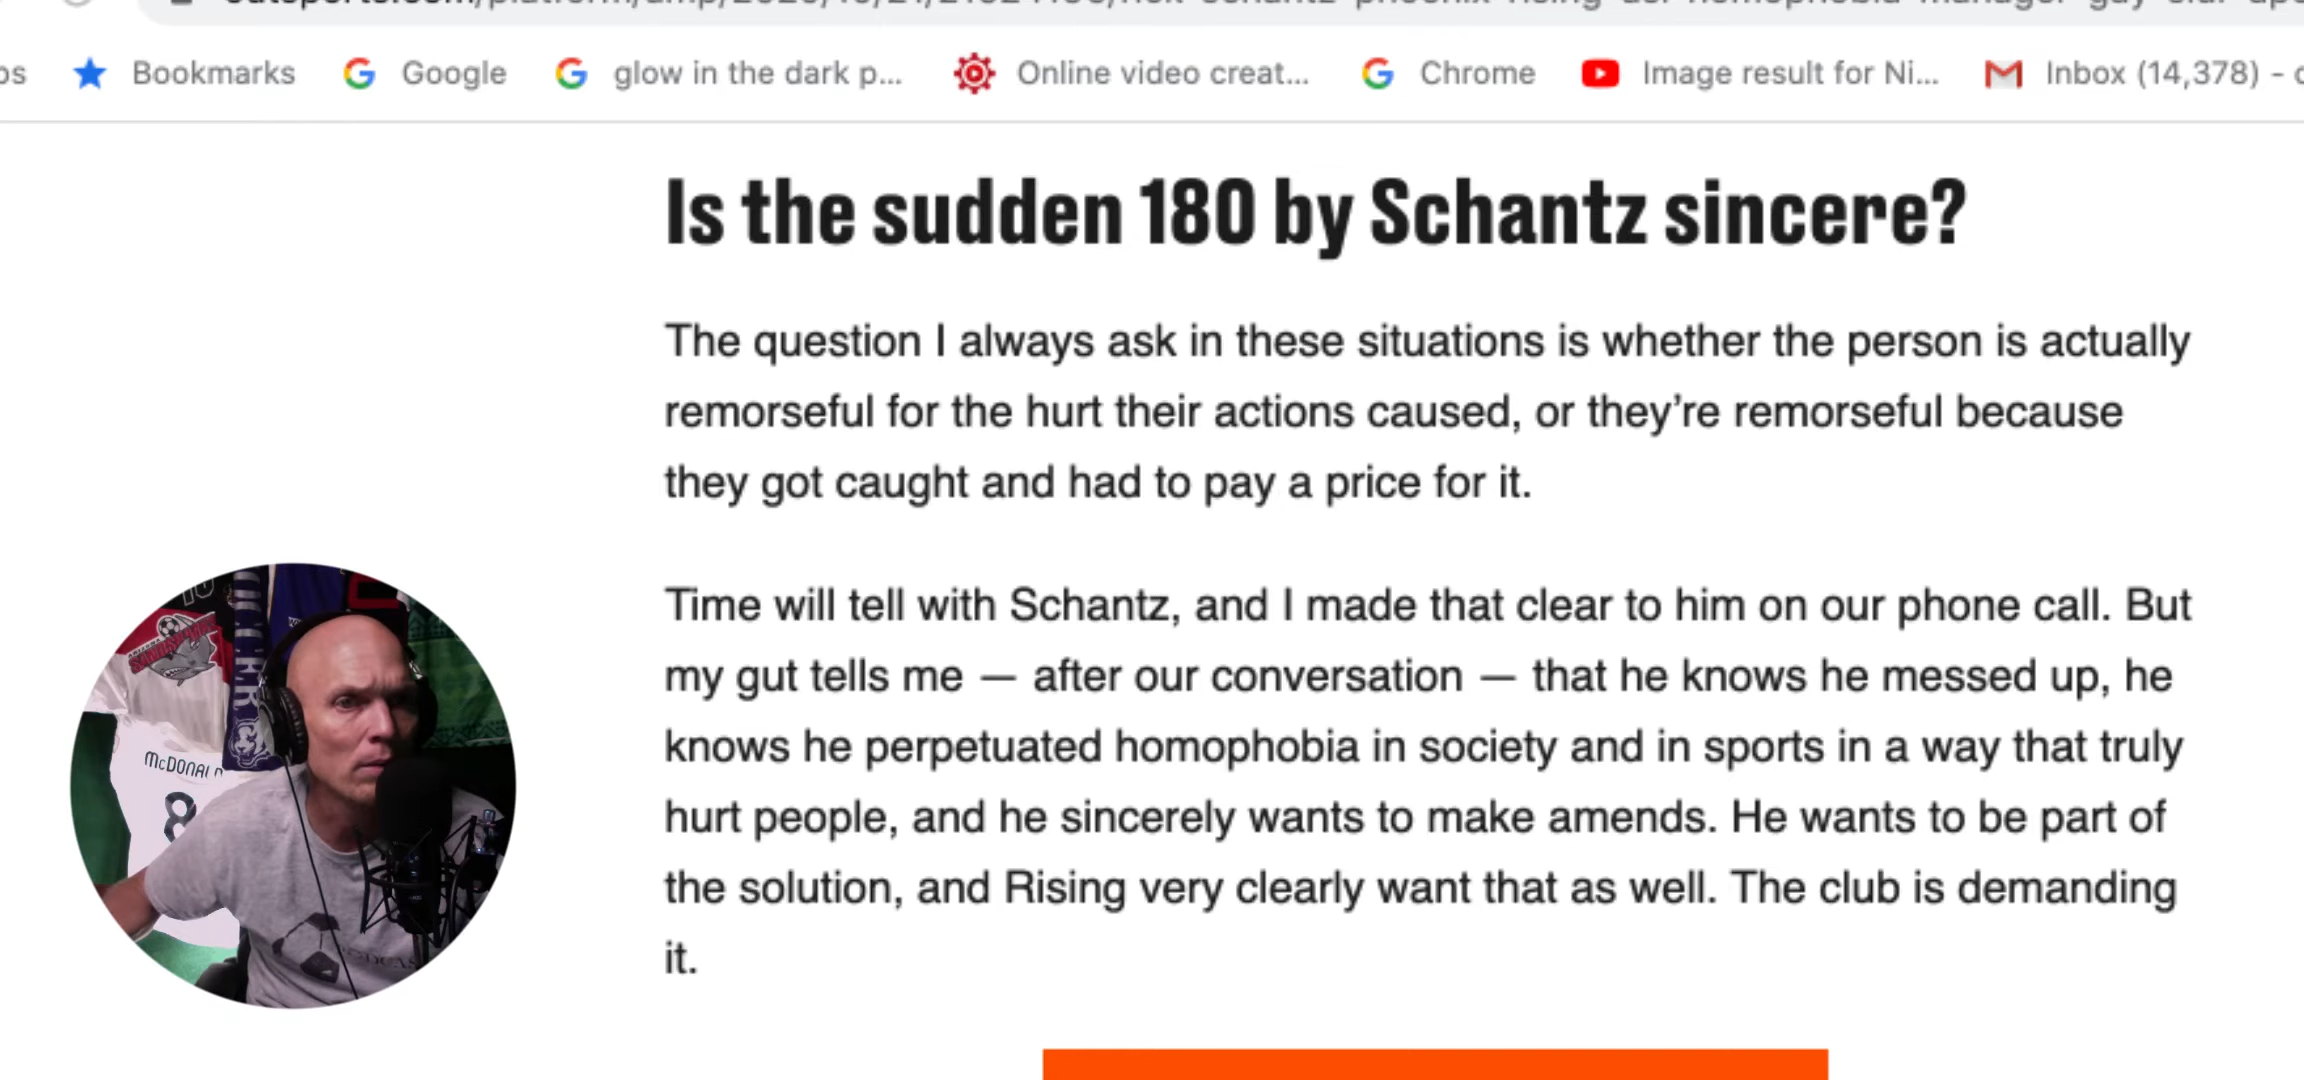 Bookmarks Google glow in the dark p... Online video creat... Chrome Image result for Ni... Inbox (14,378) -
Is the sudden 180 by Schantz sincere?
The question I always ask in these situations is whether the person is actually
remorseful for the hurt their actions caused, or they're remorseful because
they got caught and had to pay a price for it.
Time will tell with Schantz, and I made that clear to him on our phone call. But
my gut tells me — after our conversation — that he knows he messed up, he
knows he perpetuated homophobia in society and in sports in a way that truly
hurt people, and he sincerely wants to make amends. He wants to be part of
the solution, and Rising very clearly want that as well. The club is demanding
it.
McDONAL
8